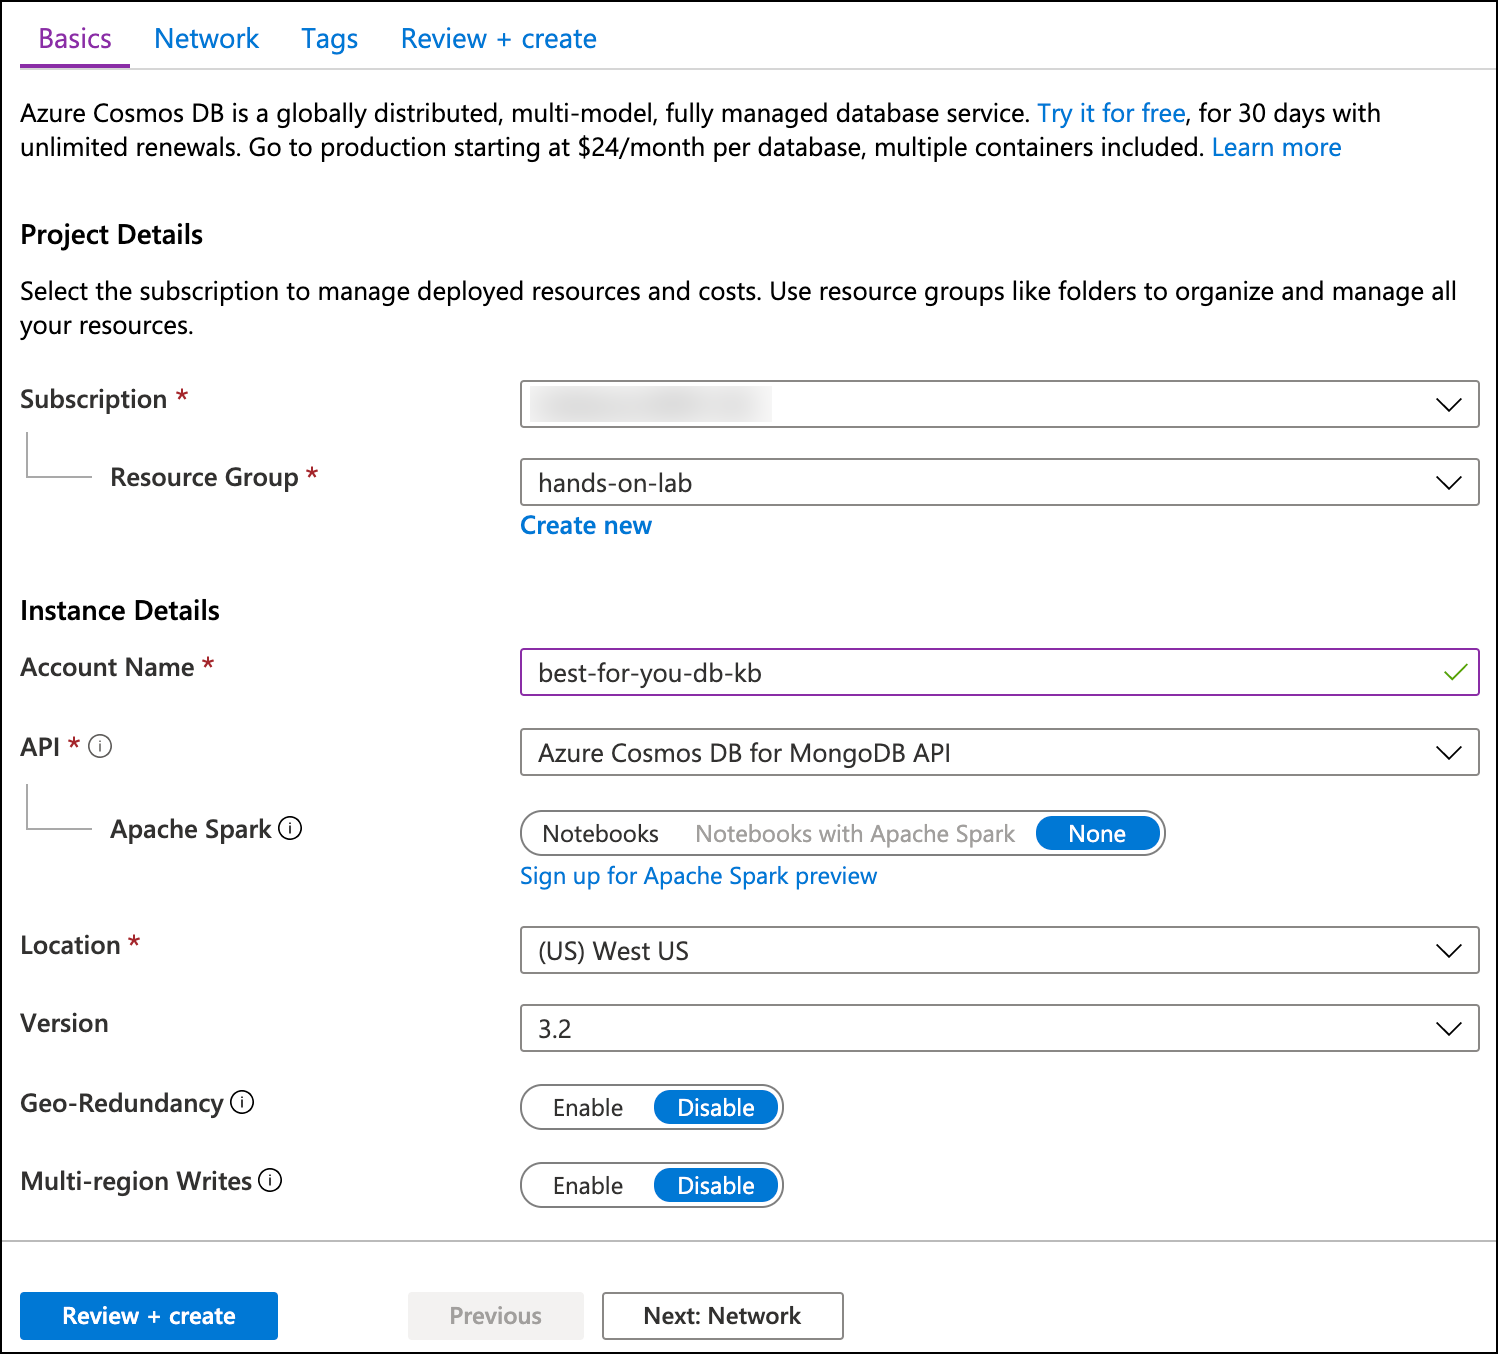 Basics Network Tags Review + create
Azure Cosmos DB is a globally distributed, multi-model, fully managed database service. Try it for free, for 30 days with
unlimited renewals. Go to production starting at $24/month per database, multiple containers included. Learn more
Project Details
Select the subscription to manage deployed resources and costs. Use resource groups like folders to organize and manage all
your resources.
Subscription *
Resource Group * hands-on-lab
Create new
Instance Details
Account Name * best-for-you-db-kb
API * Azure Cosmos DB for MongoDB API
Apache Spark Notebooks Notebooks with Apache Spark None
Sign up for Apache Spark preview
Location * (US) West US
Version 3.2
Geo-Redundancy Enable Disable
Multi-region Writes Enable Disable
Review + create Previous Next: Network